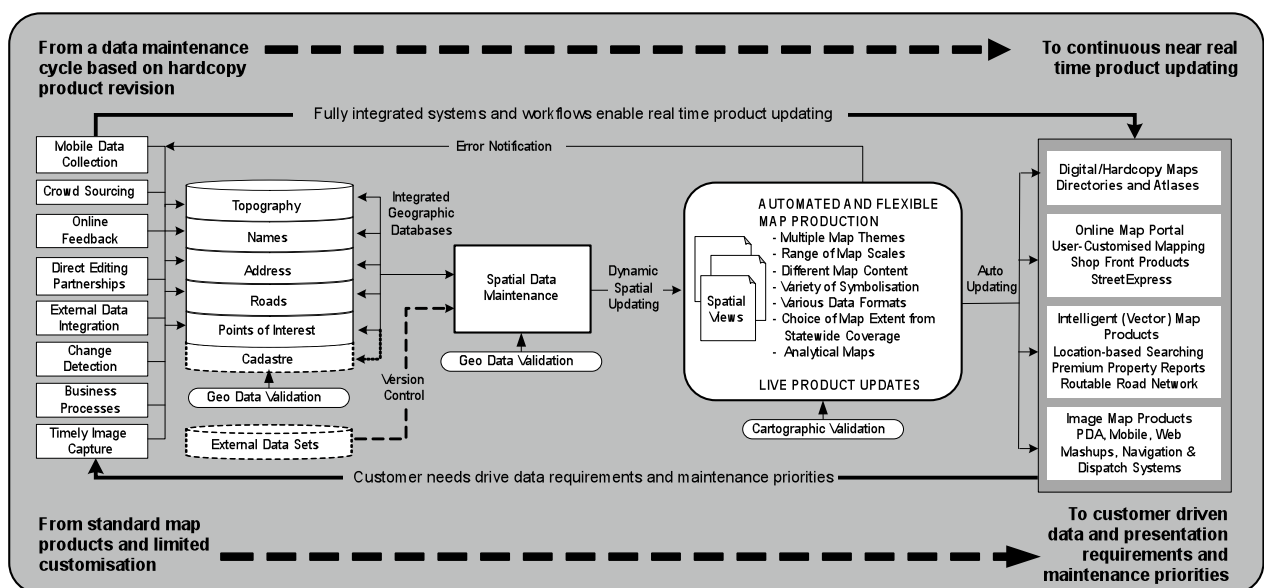 From a data maintenance
cycle based on hardcopy
product revision
To continuous near real
time product updating
Fully integrated systems and workflows enable real time product updating
Error Notification
Mobile Data
Collection
Crowd Sourcing
Online
Feedback
Direct Editing
Partnerships
External Data
Integration
Change
Detection
Business
Processes
Timely Image
Capture
Topography
Names
Address
Roads
Points of Interest
Cadastre
Geo Data Validation
External Data Sets
Integrated
Geographic
Databases
Version
Control
Spatial Data
Maintenance
Geo Data Validation
Dynamic
Spatial
Updating
Spatial
Views
AUTOMATED AND FLEXIBLE
MAP PRODUCTION
- Multiple Map Themes
- Range of Map Scales
- Different Map Content
- Variety of Symbolisation
- Various Data Formats
- Choice of Map Extent from
Statewide Coverage
- Analytical Maps
LIVE PRODUCT UPDATES
Cartographic Validation
Auto
Updating
Digital/Hardcopy Maps
Directories and Atlases
Online Map Portal
User-Customised Mapping
Shop Front Products
StreetExpress
Intelligent (Vector) Map
Products
Location-based Searching
Premium Property Reports
Routable Road Network
Image Map Products
PDA, Mobile, Web
Mashups, Navigation &
Dispatch Systems
Customer needs drive data requirements and maintenance priorities
From standard map
products and limited
customisation
To customer driven
data and presentation
requirements and
maintenance priorities